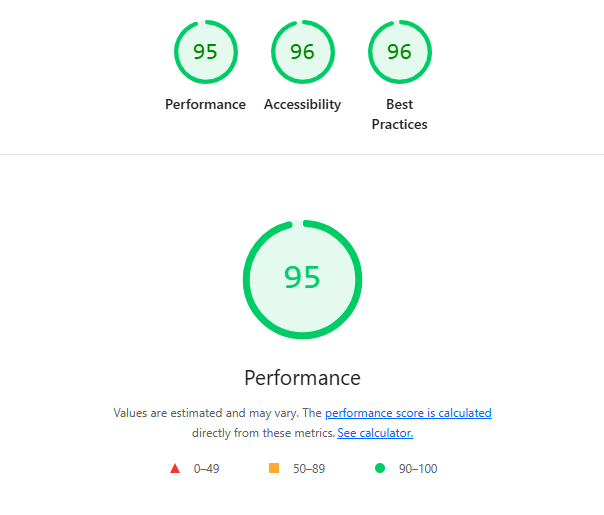 95 96 96
Performance Accessibility Best
Practices
95
Performance
Values are estimated and may vary. The performance score is calculated
directly from these metrics. See calculator.
0–49 50–89 90–100